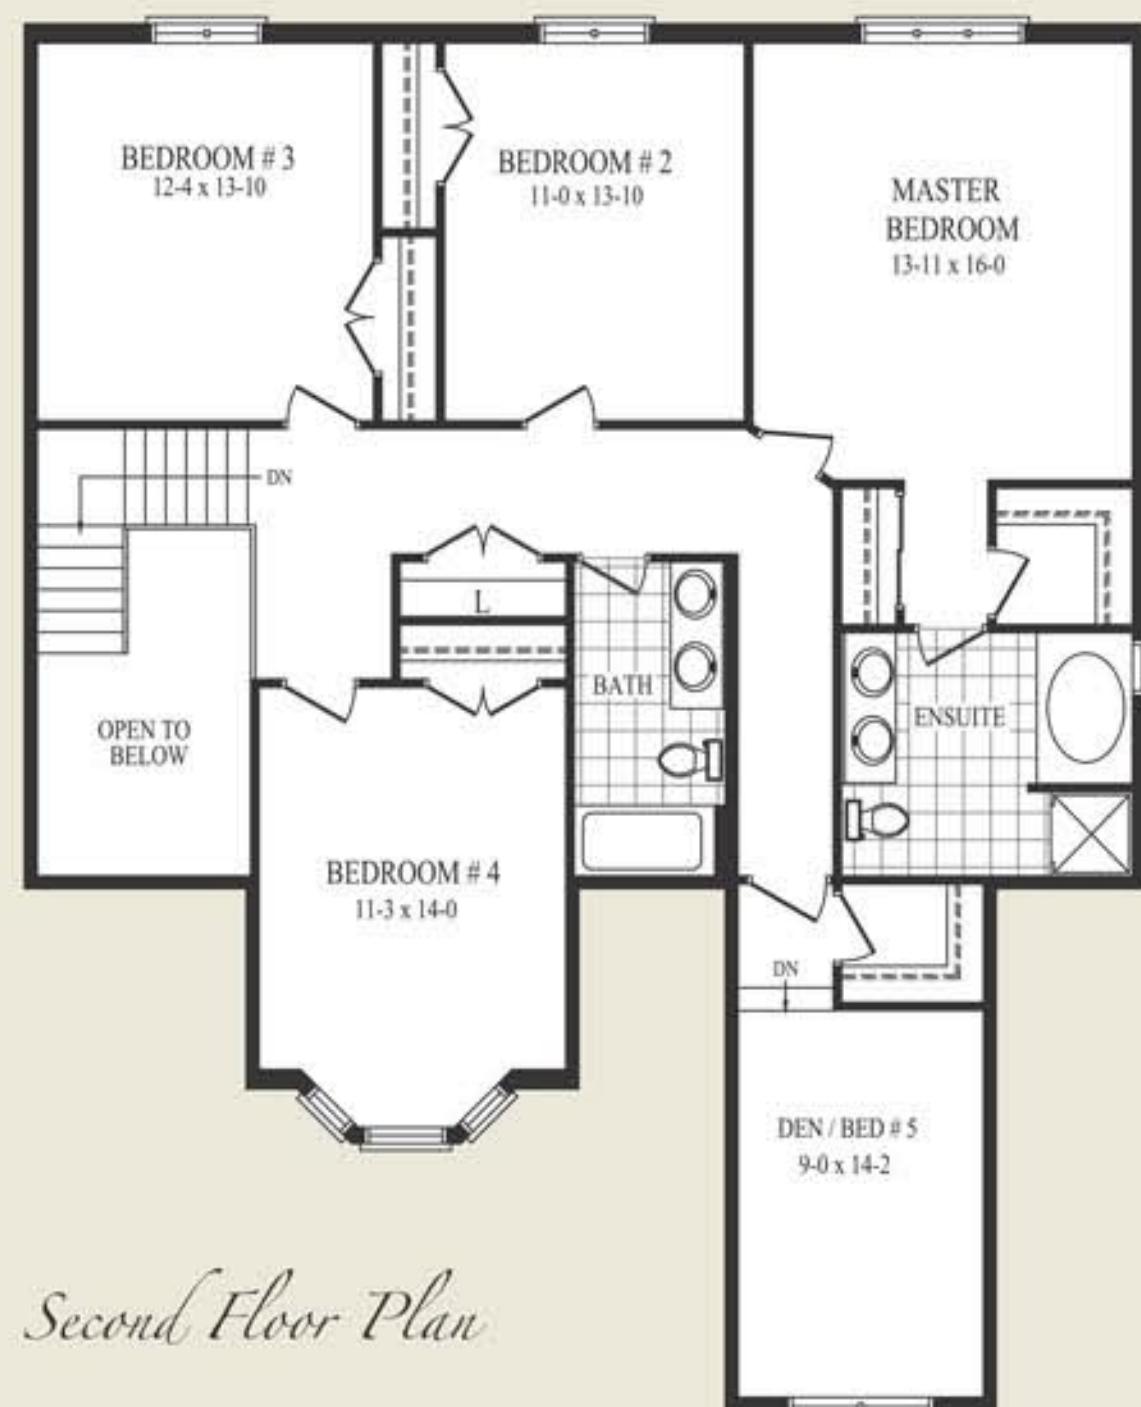 BEDROOM # 3
12-4 x 13-10
BEDROOM # 2
11-0 x 13-10
MASTER
BEDROOM
13-11 x 16-0
DN
L
BATH
ENSUITE
OPEN TO
BELOW
BEDROOM # 4
11-3 x 14-0
DN
DEN / BED # 5
9-0 x 14-2
Second Floor Plan